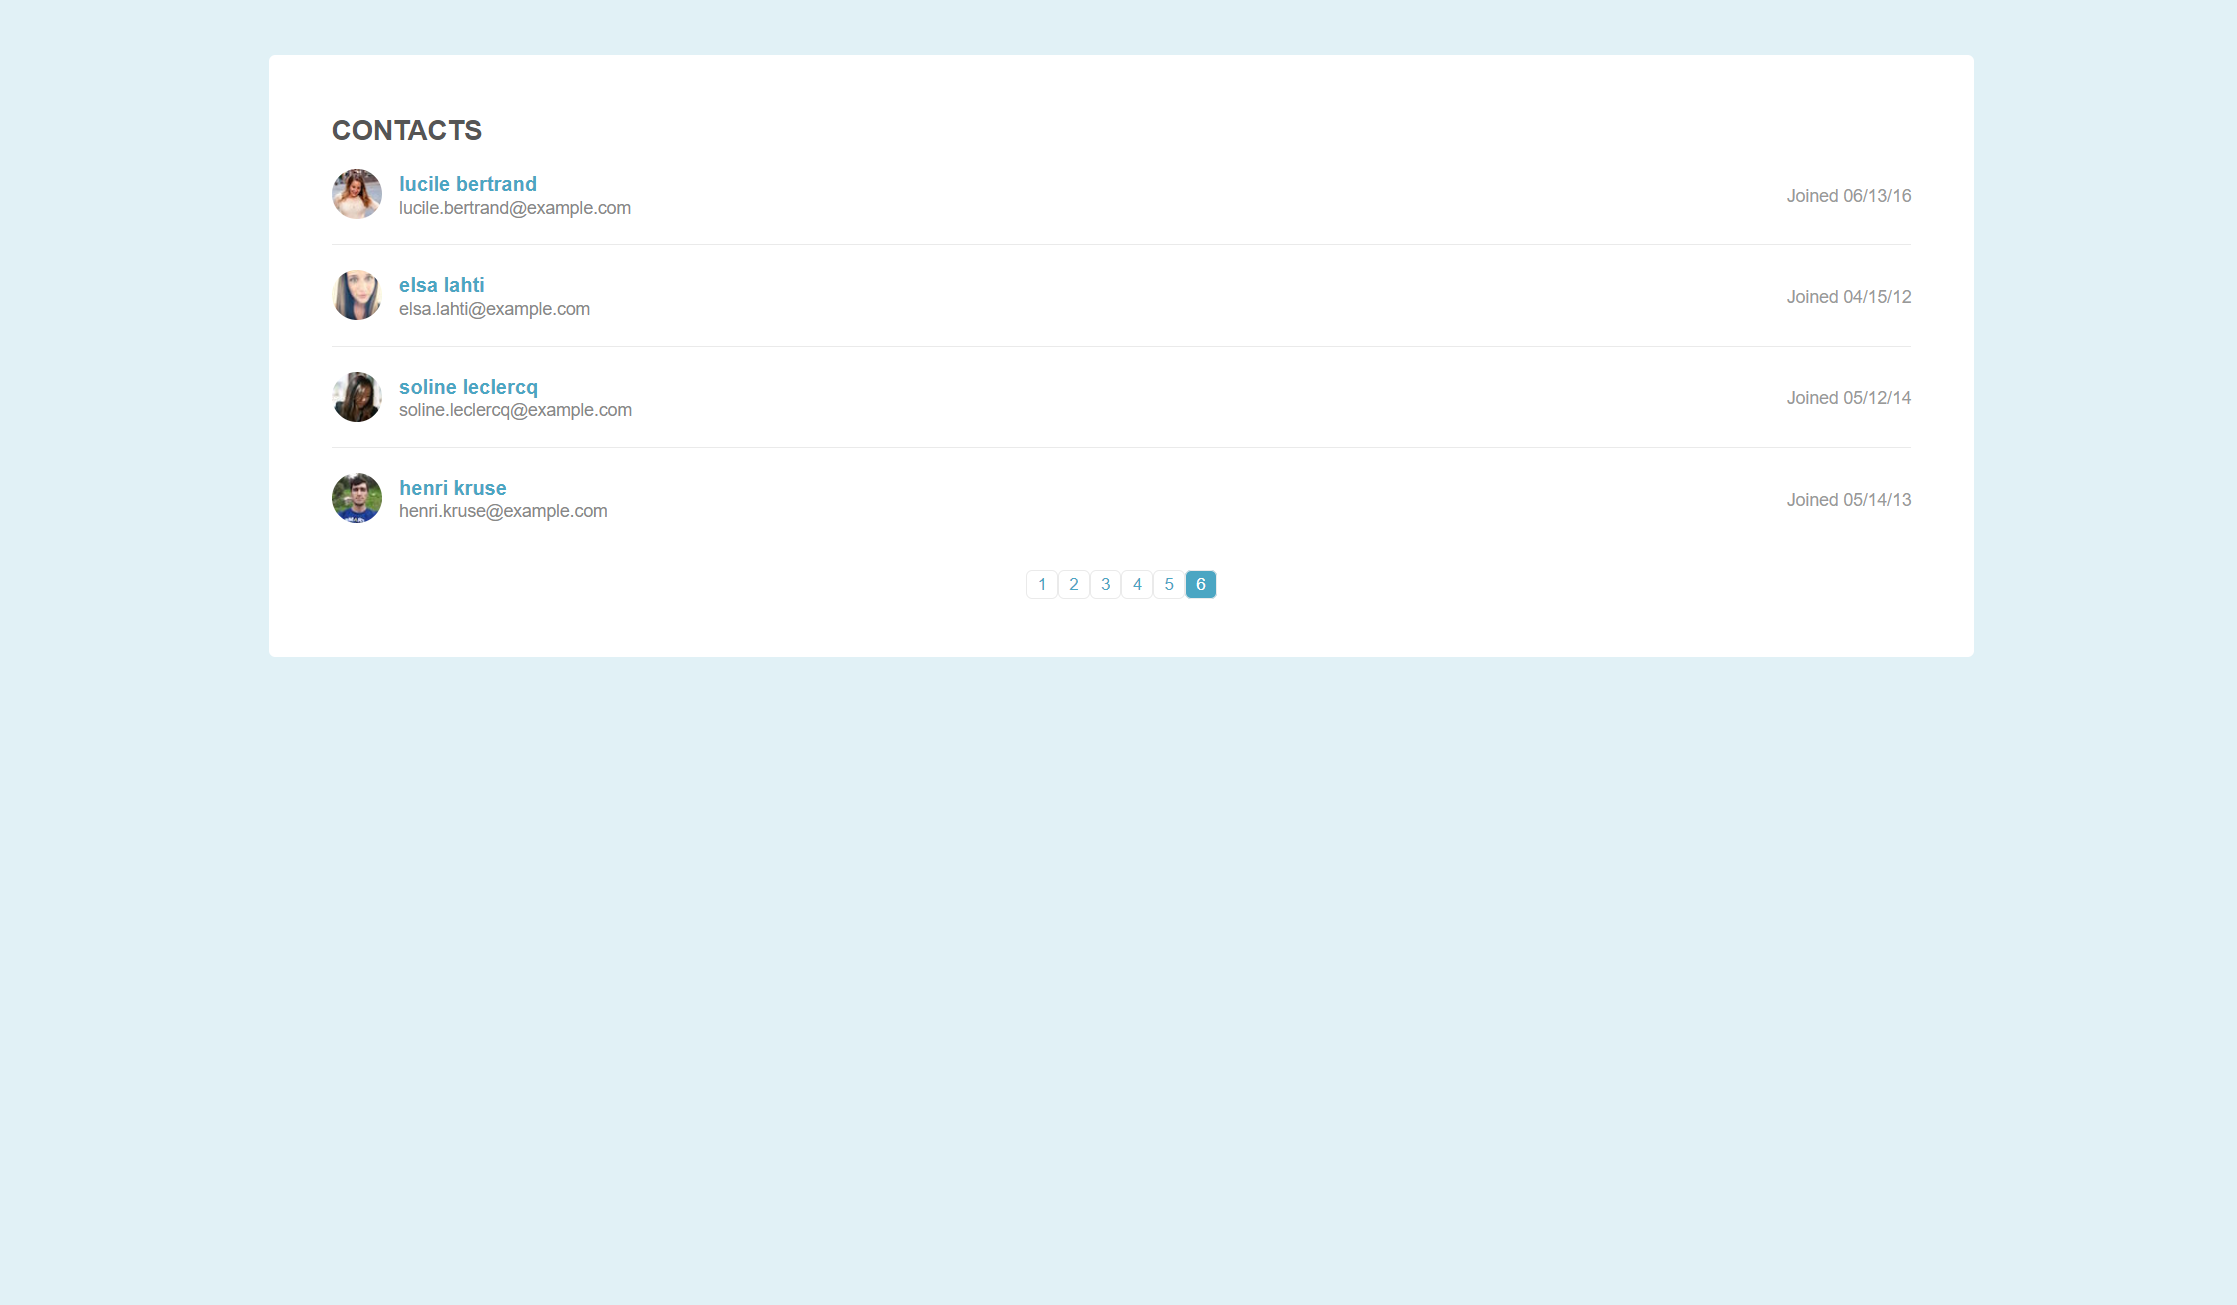 CONTACTS
lucile bertrand
lucile.bertrand@example.com
Joined 06/13/16
elsa lahti
elsa.lahti@example.com
Joined 04/15/12
soline leclercq
soline.leclercq@example.com
Joined 05/12/14
henri kruse
henri.kruse@example.com
Joined 05/14/13
1 2 3 4 5 6